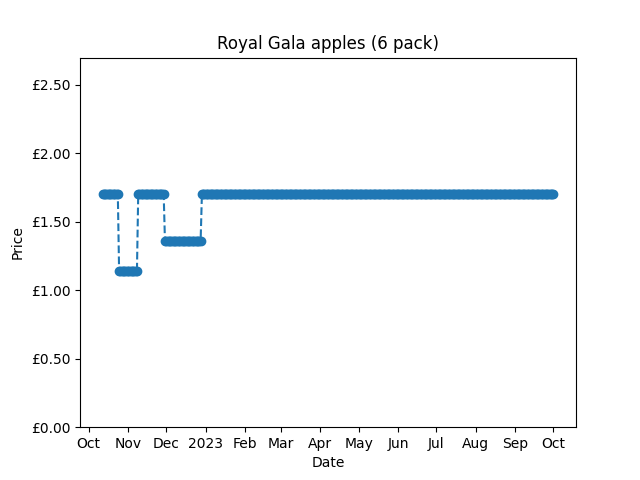 Royal Gala apples (6 pack)
£2.50
£2.00
£1.50
£1.00
£0.50
£0.00
Price
Oct Nov Dec 2023 Feb Mar Apr May Jun Jul Aug Sep Oct
Date